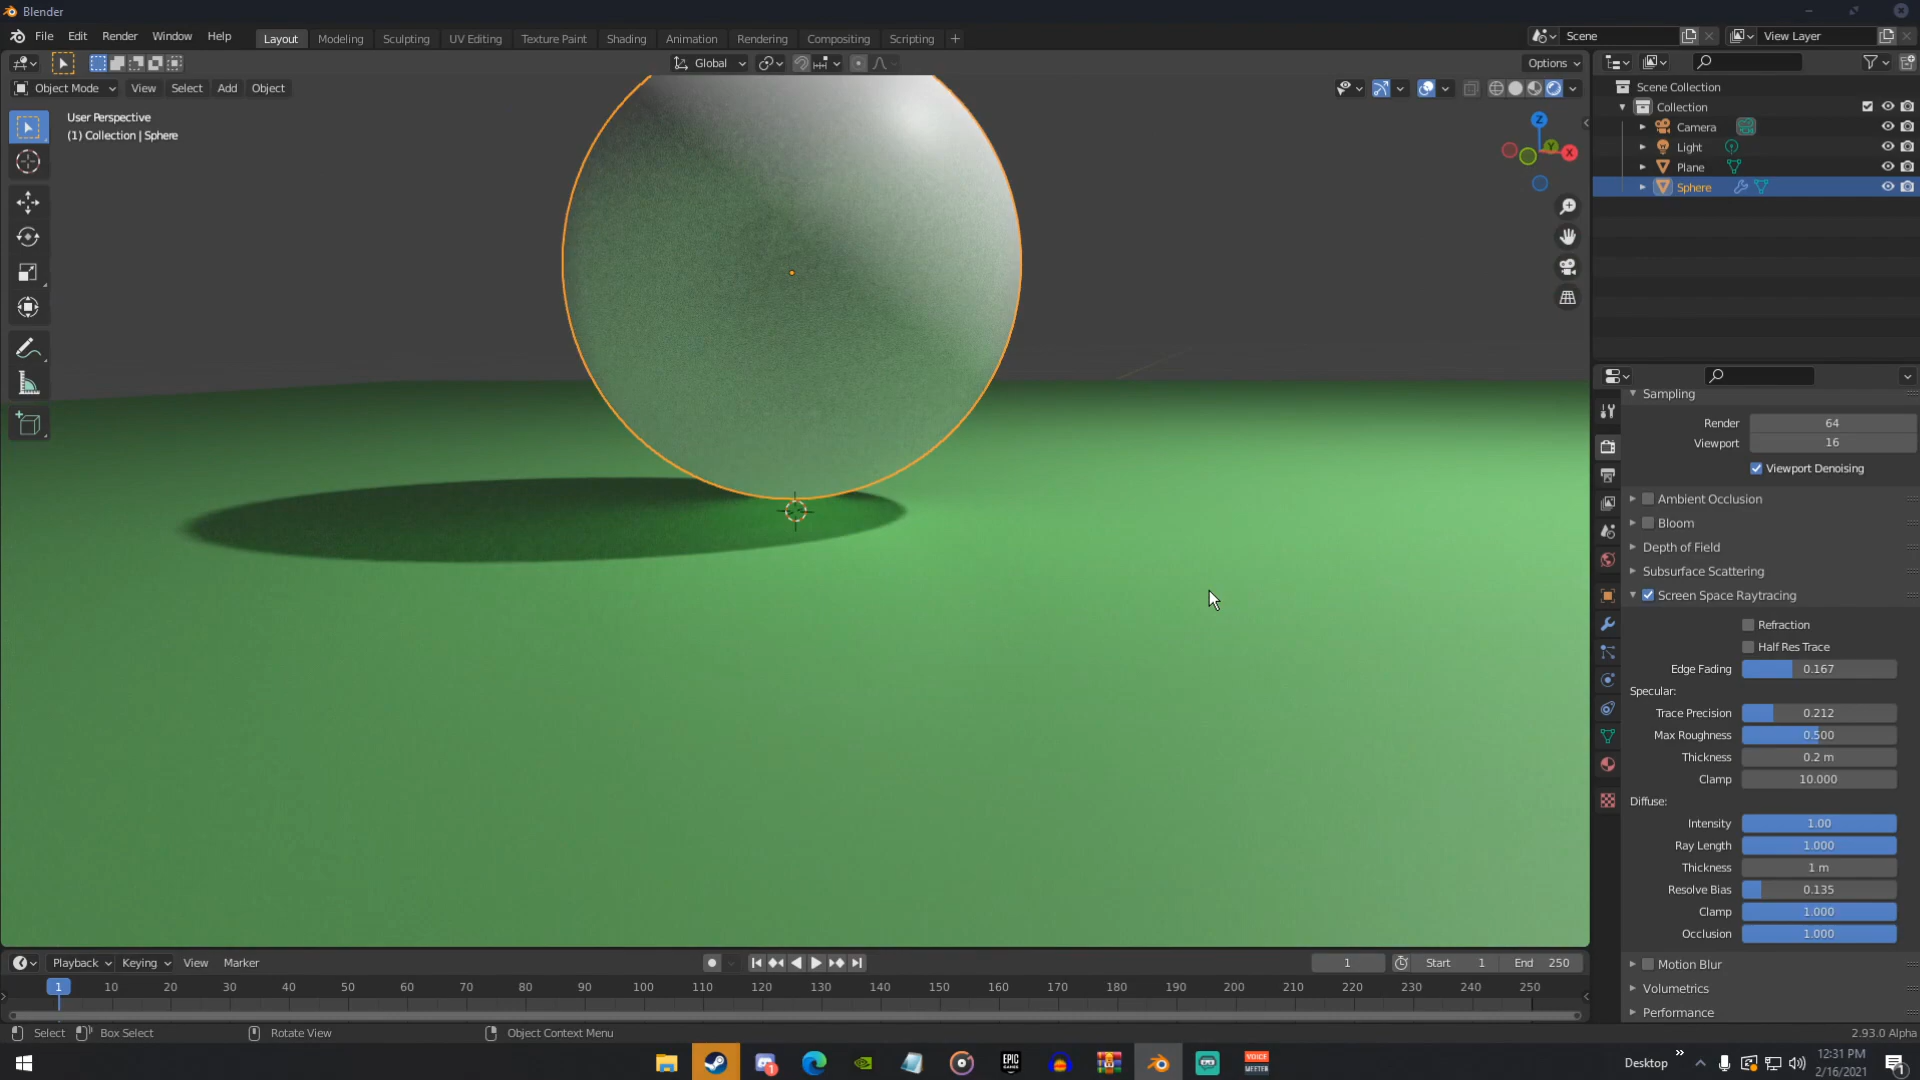 Blender
File Edit Render Window Help
Layout Modeling Sculpting UV Editing Texture Paint Shading Animation Rendering Compositing Scripting +
Scene
View Layer
Global
Options
Object Mode View Select Add Object
User Perspective
(1) Collection | Sphere
Z
Y
X
Scene Collection
Collection
Camera
Light
Plane
Sphere
Sampling
Render 64
Viewport 16
Viewport Denoising
Ambient Occlusion
Bloom
Depth of Field
Subsurface Scattering
Screen Space Raytracing
Refraction
Half Res Trace
Edge Fading 0.167
Specular:
Trace Precision 0.212
Max Roughness 0.500
Thickness 0.2 m
Clamp 10.000
Diffuse:
Intensity 1.00
Ray Length 1.000
Thickness 1 m
Resolve Bias 0.135
Clamp 1.000
Occlusion 1.000
Motion Blur
Volumetrics
Performance
Playback Keying View Marker
1 Start 1 End 250
1 10 20 30 40 50 60 70 80 90 100 110 120 130 140 150 160 170 180 190 200 210 220 230 240 250
Select Box Select Rotate View Object Context Menu
2.93.0 Alpha
1
EPIC GAMES
VOICE MEETER
Desktop
12:31 PM
2/16/2021
1